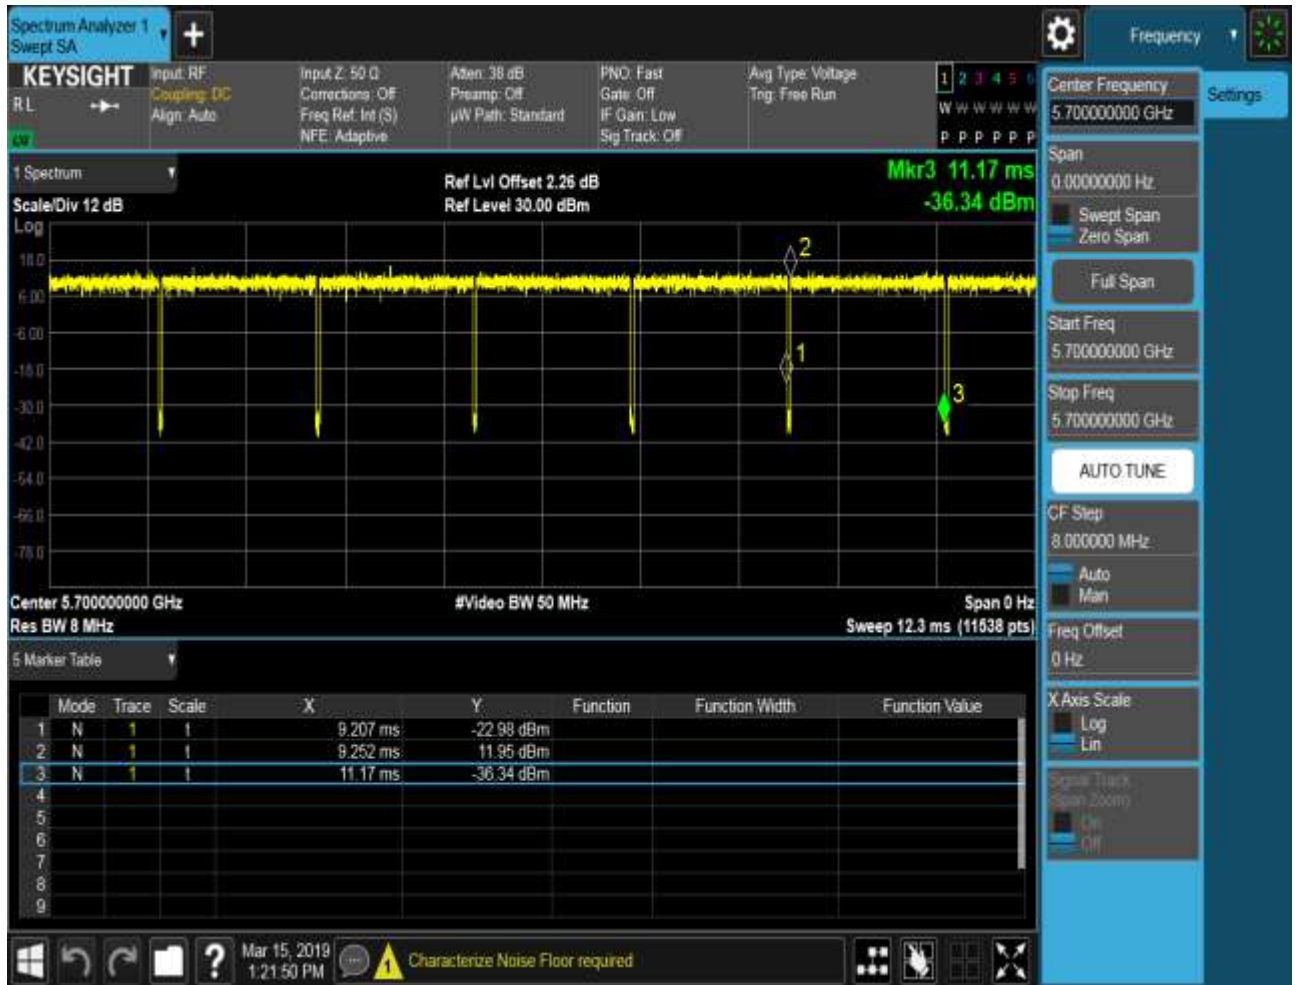 Spectrum Analyzer 1
Swept SA
Frequency
KEYSIGHT
RL
Input: RF
Coupling: DC
Align: Auto
Input Z: 50 Ω
Corrections: Off
Freq Ref: Int (S)
NFE: Adaptive
Atten: 38 dB
Preamp: Off
µW Path: Standard
PNO: Fast
Gate: Off
IF Gain: Low
Sig Track: Off
Avg Type: Voltage
Trig: Free Run
1 2 3 4 5 6
W W W W W W
P P P P P P
1 Spectrum
Scale/Div 12 dB
Log
Ref Lvl Offset 2.26 dB
Ref Level 30.00 dBm
Mkr3 11.17 ms
-36.34 dBm
18.0
6.00
-6.00
-18.0
-30.0
-42.0
-54.0
-66.0
-78.0
2
1
3
Center 5.700000000 GHz
Res BW 8 MHz
#Video BW 50 MHz
Span 0 Hz
Sweep 12.3 ms (11538 pts)
5 Marker Table
Mode Trace Scale X Y Function Function Width Function Value
1 N 1 t 9.207 ms -22.98 dBm
2 N 1 t 9.252 ms 11.95 dBm
3 N 1 t 11.17 ms -36.34 dBm
4
5
6
7
8
9
Center Frequency
5.700000000 GHz
Settings
Span
0.00000000 Hz
Swept Span
Zero Span
Full Span
Start Freq
5.700000000 GHz
Stop Freq
5.700000000 GHz
AUTO TUNE
CF Step
8.000000 MHz
Auto
Man
Freq Offset
0 Hz
X Axis Scale
Log
Lin
Signal Track
(Span Zoom)
On
Off
?
Mar 15, 2019
1:21:50 PM
1
Characterize Noise Floor required